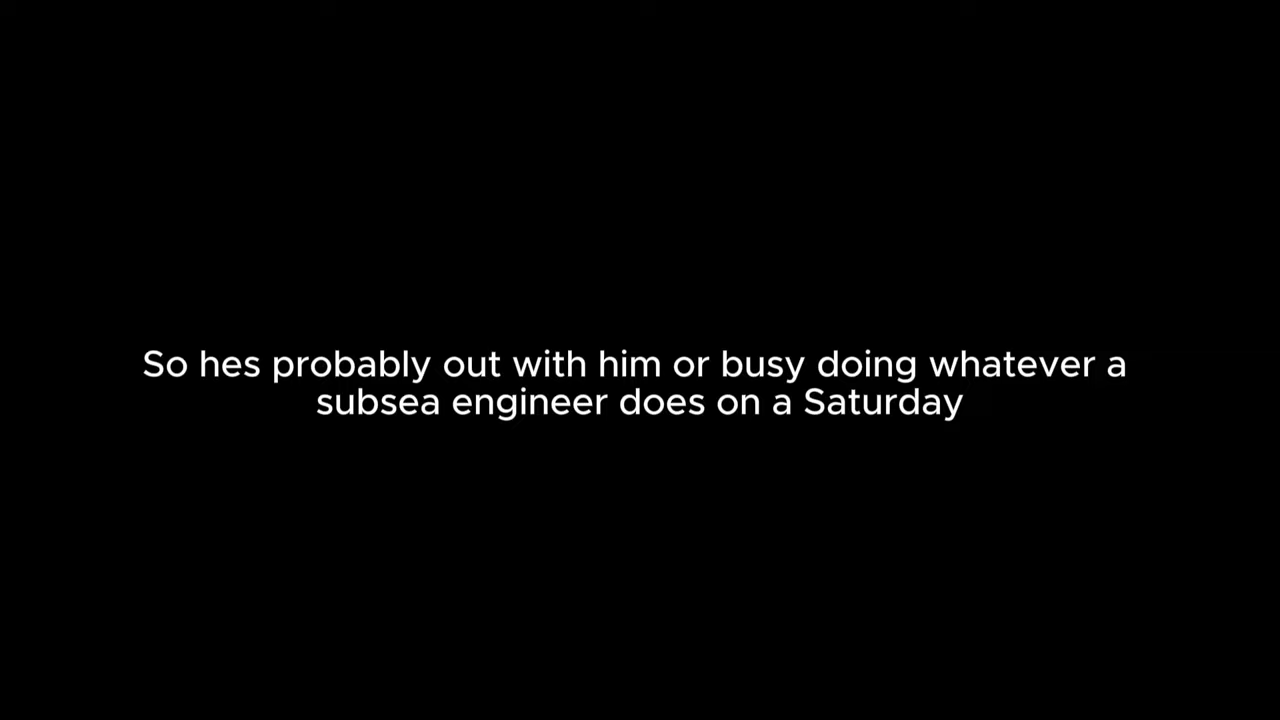 So hes probably out with him or busy doing whatever a
subsea engineer does on a Saturday